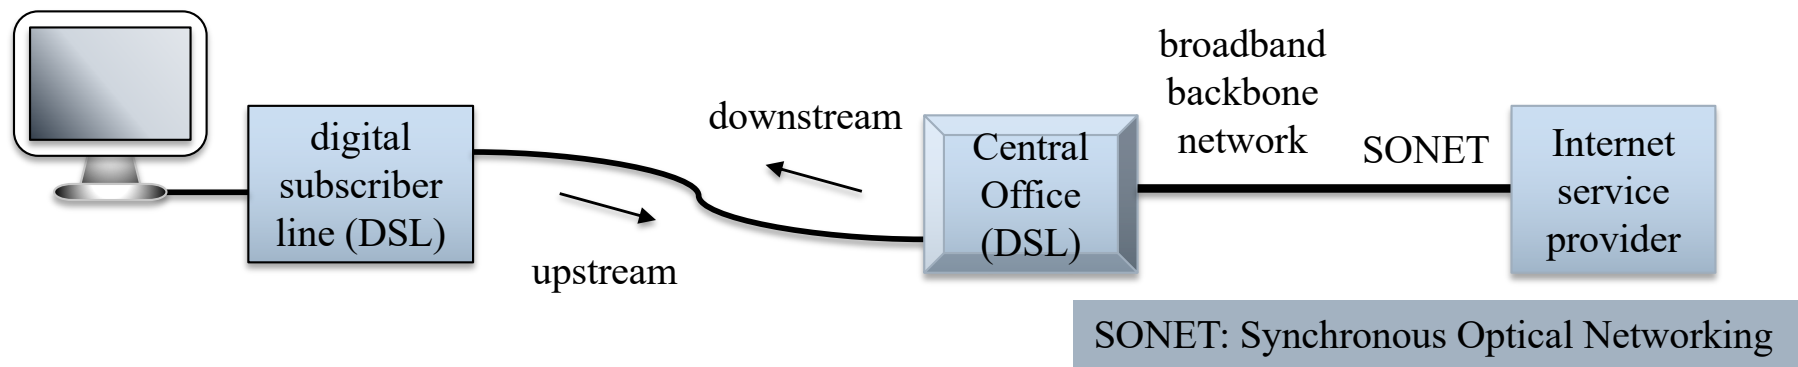 digital
subscriber
line (DSL)
downstream
upstream
Central
Office
(DSL)
broadband
backbone
network
SONET
Internet
service
provider
SONET: Synchronous Optical Networking